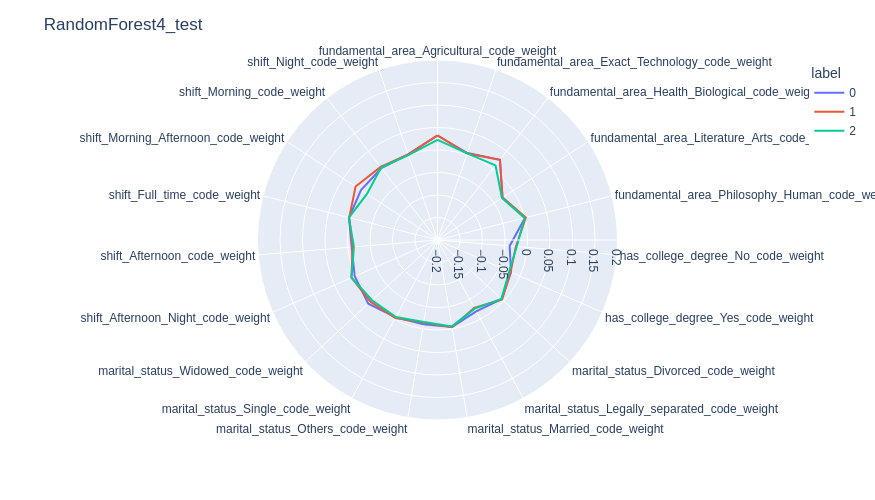 RandomForest4_test
fundamental_area_Agricultural_code_weight
shift_Night_code_weight
fundamental_area_Exact_Technology_code_weight
label
shift_Morning_code_weight
fundamental_area_Health_Biological_code_weig
0
1
2
shift_Morning_Afternoon_code_weight
fundamental_area_Literature_Arts_code_
shift_Full_time_code_weight
fundamental_area_Philosophy_Human_code_we
shift_Afternoon_code_weight
−0.2
−0.15
−0.1
−0.05
0
0.05
0.1
0.15
0.2
has_college_degree_No_code_weight
shift_Afternoon_Night_code_weight
has_college_degree_Yes_code_weight
marital_status_Widowed_code_weight
marital_status_Divorced_code_weight
marital_status_Single_code_weight
marital_status_Legally_separated_code_weight
marital_status_Others_code_weight
marital_status_Married_code_weight